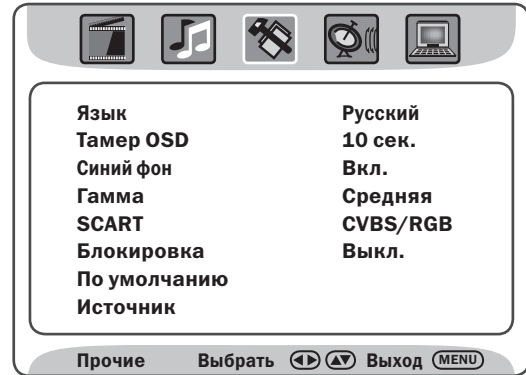 Язык Русский
Тамер OSD 10 сек.
Синий фон Вкл.
Гамма Средняя
SCART CVBS/RGB
Блокировка Выкл.
По умолчанию
Источник
Прочие Выбрать Выход MENU